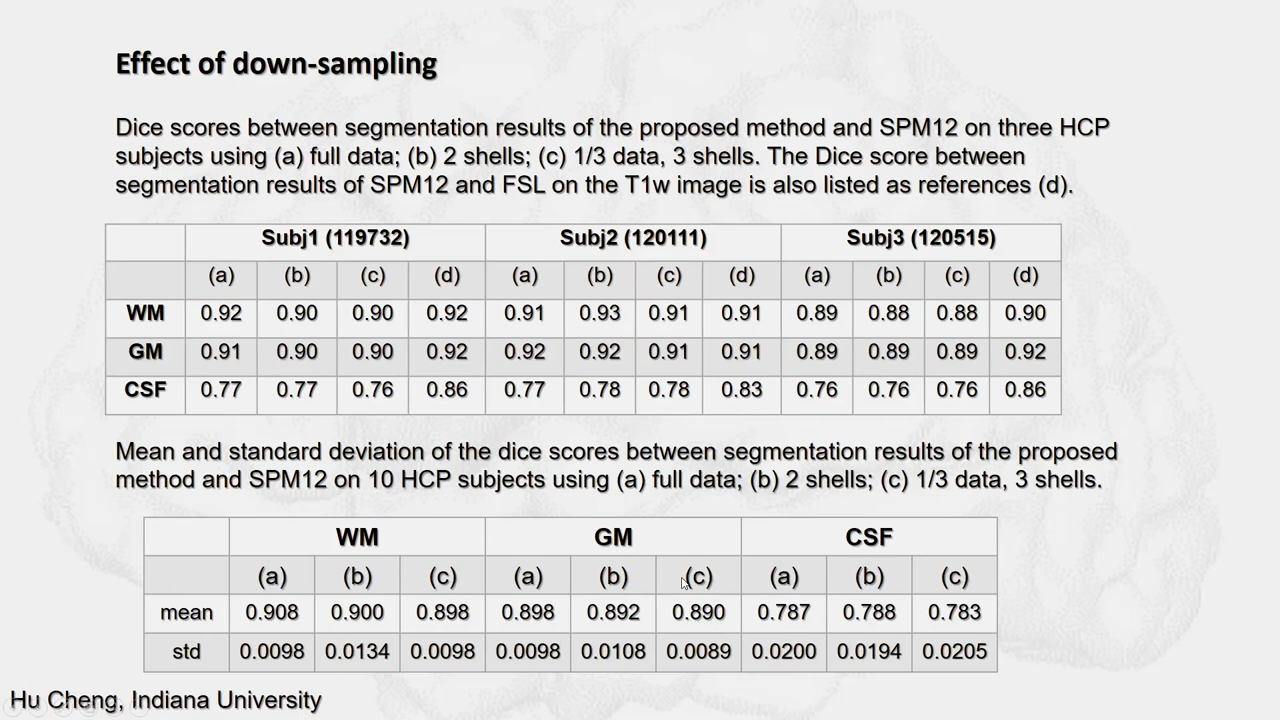 Effect of down-sampling
Dice scores between segmentation results of the proposed method and SPM12 on three HCP
subjects using (a) full data; (b) 2 shells; (c) 1/3 data, 3 shells. The Dice score between
segmentation results of SPM12 and FSL on the T1w image is also listed as references (d).
Subj1 (119732) Subj2 (120111) Subj3 (120515)
(a) (b) (c) (d) (a) (b) (c) (d) (a) (b) (c) (d)
WM 0.92 0.90 0.90 0.92 0.91 0.93 0.91 0.91 0.89 0.88 0.88 0.90
GM 0.91 0.90 0.90 0.92 0.92 0.92 0.91 0.91 0.89 0.89 0.89 0.92
CSF 0.77 0.77 0.76 0.86 0.77 0.78 0.78 0.83 0.76 0.76 0.76 0.86
Mean and standard deviation of the dice scores between segmentation results of the proposed
method and SPM12 on 10 HCP subjects using (a) full data; (b) 2 shells; (c) 1/3 data, 3 shells.
WM GM CSF
(a) (b) (c) (a) (b) (c) (a) (b) (c)
mean 0.908 0.900 0.898 0.898 0.892 0.890 0.787 0.788 0.783
std 0.0098 0.0134 0.0098 0.0098 0.0108 0.0089 0.0200 0.0194 0.0205
Hu Cheng, Indiana University